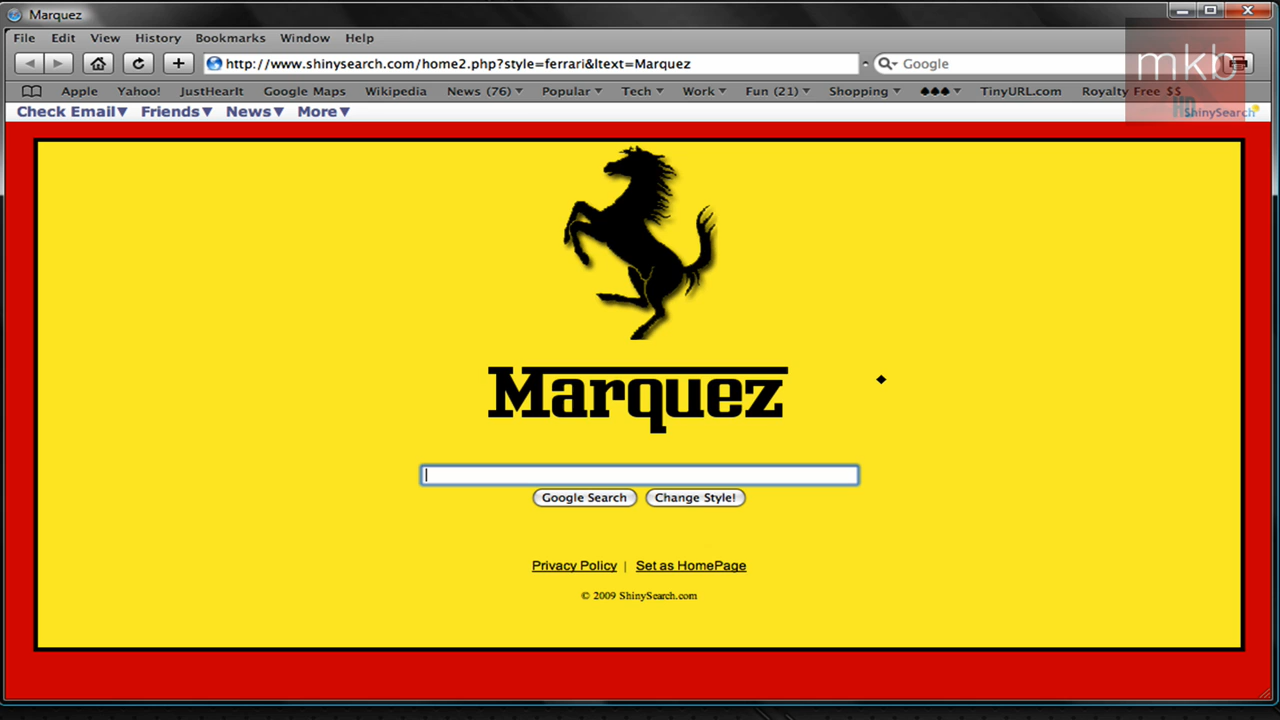 Marquez
File Edit View History Bookmarks Window Help
http://www.shinysearch.com/home2.php?style=ferrari&ltext=Marquez Google
mkb
HD
Apple Yahoo! JustHearIt Google Maps Wikipedia News (76) Popular Tech Work Fun (21) Shopping ♠♠♠ TinyURL.com Royalty Free $$
Check Email▼ Friends▼ News▼ More▼ ShinySearch
Marquez
Google Search Change Style!
Privacy Policy | Set as HomePage
© 2009 ShinySearch.com